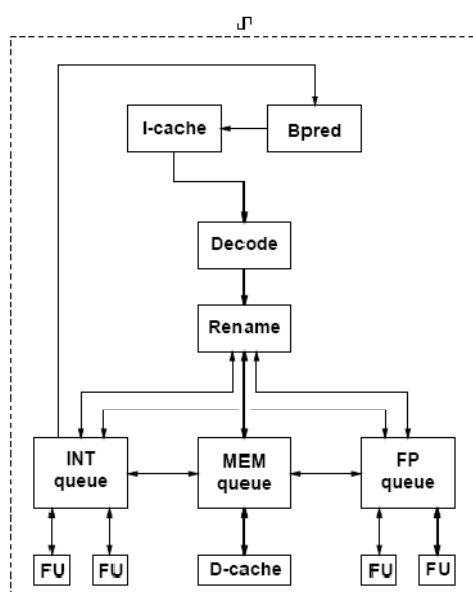 I-cache
Bpred
Decode
Rename
INT
queue
MEM
queue
FP
queue
FU
FU
D-cache
FU
FU